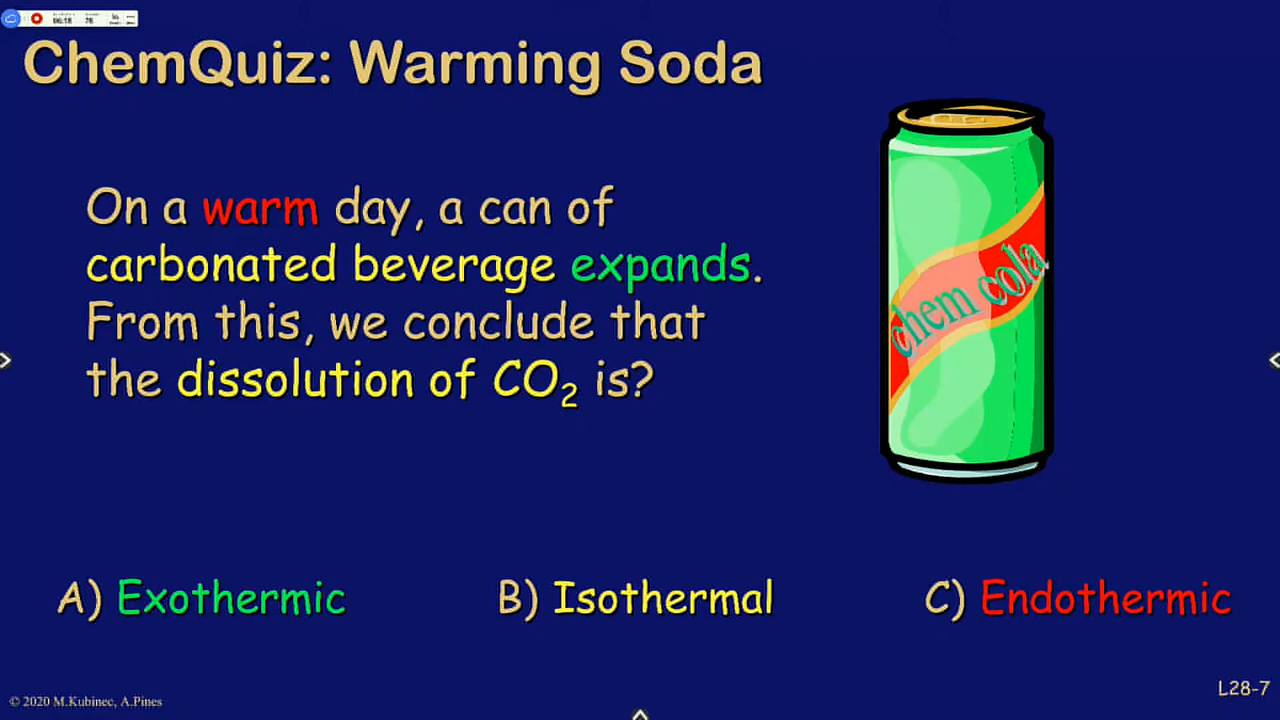 ChemQuiz: Warming Soda
On a warm day, a can of
carbonated beverage expands.
From this, we conclude that
the dissolution of CO₂ is?
chem cola
A) Exothermic
B) Isothermal
C) Endothermic
L28-7
© 2020 M.Kubinec, A.Pines